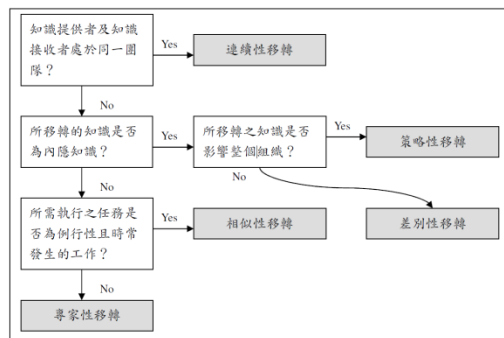 知識提供者及知識
接收者處於同一團
隊？
Yes
連續性移轉
No
所移轉的知識是否
為內隱知識？
Yes
所移轉之知識是否
影響整個組織？
Yes
策略性移轉
No
No
所需執行之任務是
否為例行性且時常
發生的工作？
Yes
相似性移轉
差別性移轉
No
專家性移轉